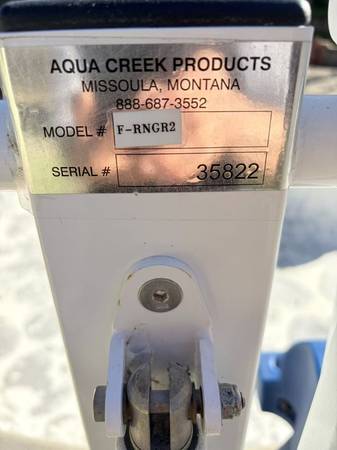 AQUA CREEK PRODUCTS
MISSOULA, MONTANA
888-687-3552
MODEL # F-RNGR2
SERIAL # 35822